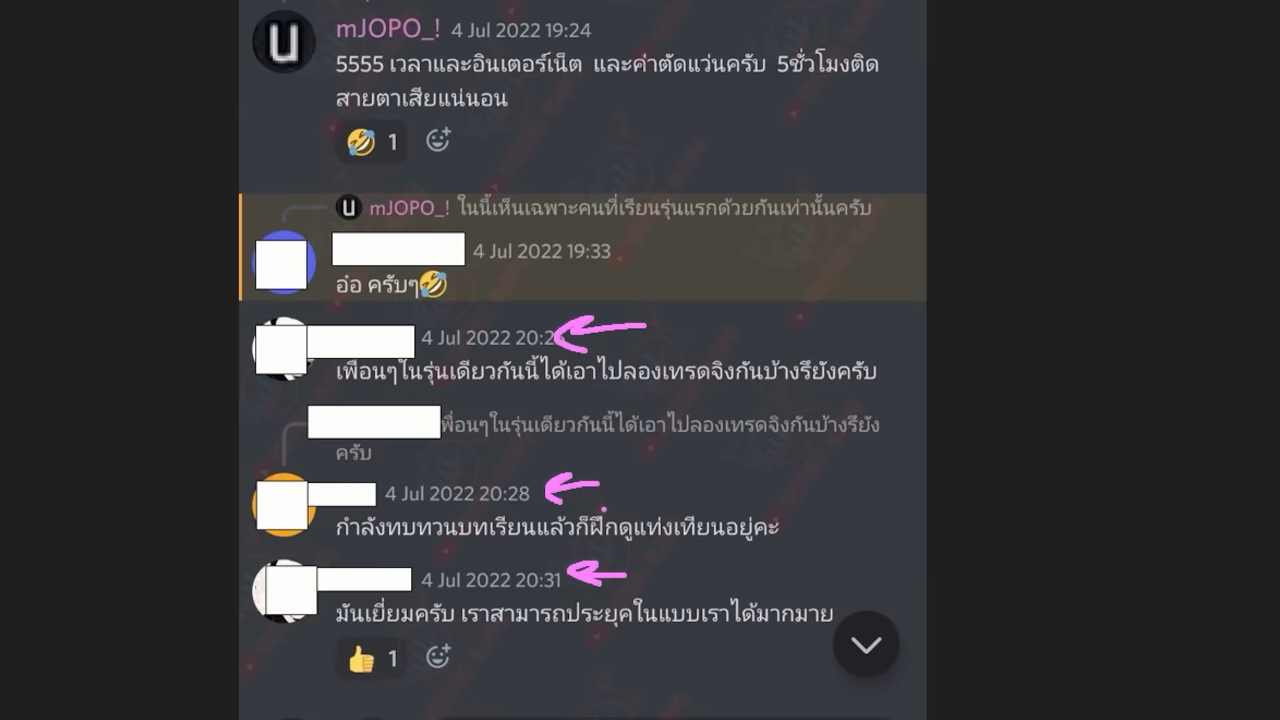 mJOPO_! 4 Jul 2022 19:24
5555 เวลาและอินเตอร์เน็ต และค่าตัดแว่นครับ 5ชั่วโมงติด
สายตาเสียแน่นอน
1
mJOPO_! ในนี้เห็นเฉพาะคนที่เรียนรุ่นแรกด้วยกันเท่านั้นครับ
4 Jul 2022 19:33
อ๋อ ครับๆ
4 Jul 2022
เพื่อนๆในรุ่นเดียวกันนี้ได้เอาไปลองเทรดจิงกันบ้างรึยังครับ
พื่อนๆในรุ่นเดียวกันนี้ได้เอาไปลองเทรดจิงกันบ้างรึยัง
ครับ
4 Jul 2022 20:28
กำลังทบทวนบทเรียนแล้วก็ฝึกดูแท่งเทียนอยู่คะ
4 Jul 2022 20:31
มันเยี่ยมครับ เราสามารถประยุคในแบบเราได้มากมาย
1